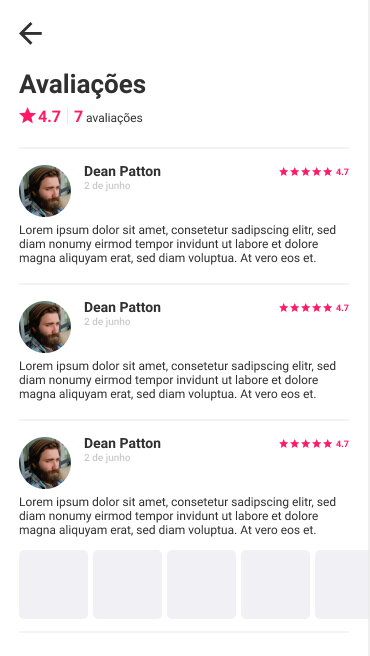 Avaliações
4.7 7 avaliações
Dean Patton 4.7
2 de junho
Lorem ipsum dolor sit amet, consetetur sadipscing elitr, sed
diam nonumy eirmod tempor invidunt ut labore et dolore
magna aliquyam erat, sed diam voluptua. At vero eos et.
Dean Patton 4.7
2 de junho
Lorem ipsum dolor sit amet, consetetur sadipscing elitr, sed
diam nonumy eirmod tempor invidunt ut labore et dolore
magna aliquyam erat, sed diam voluptua. At vero eos et.
Dean Patton 4.7
2 de junho
Lorem ipsum dolor sit amet, consetetur sadipscing elitr, sed
diam nonumy eirmod tempor invidunt ut labore et dolore
magna aliquyam erat, sed diam voluptua. At vero eos et.